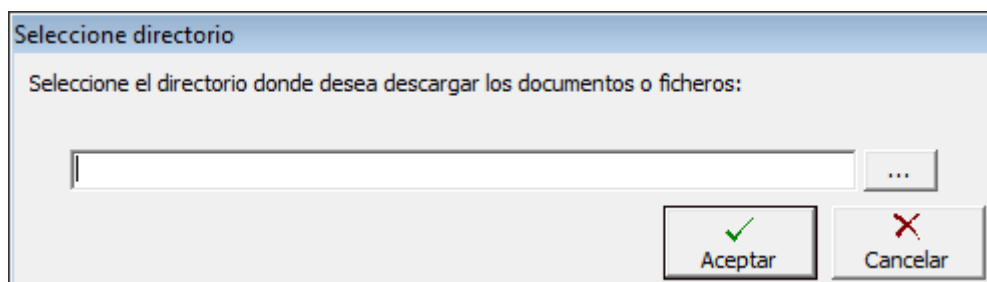 Seleccione directorio
Seleccione el directorio donde desea descargar los documentos o ficheros:
...
Aceptar
Cancelar